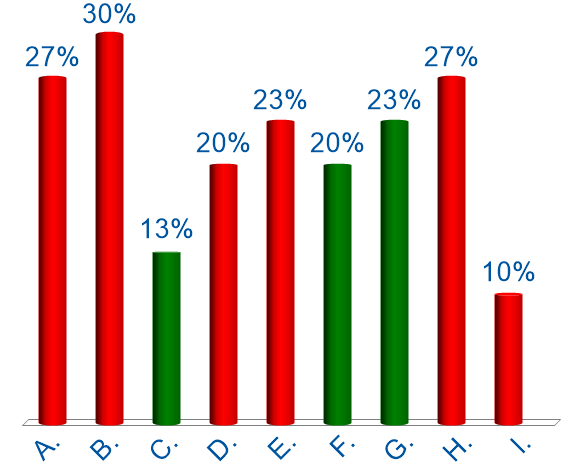 27%
30%
13%
20%
23%
20%
23%
27%
10%
A.
B.
C.
D.
E.
F.
G.
H.
I.